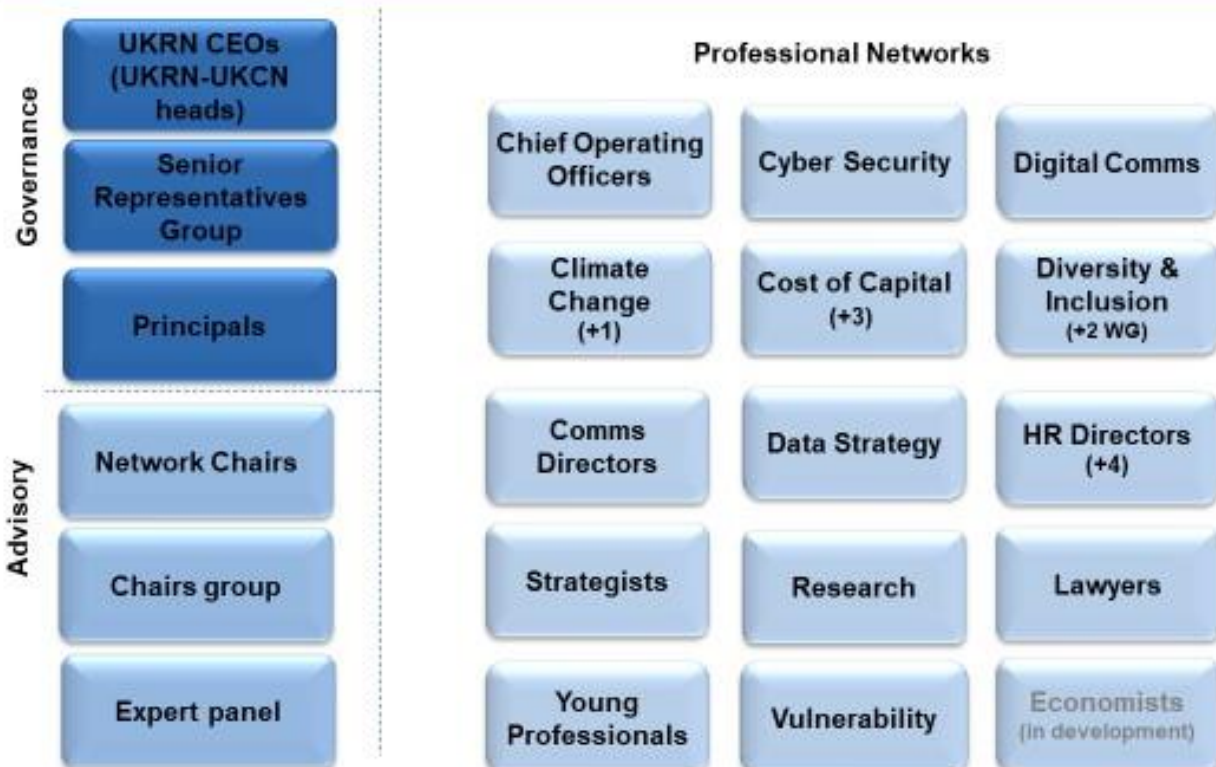 Governance
UKRN CEOs
(UKRN-UKCN
heads)
Senior
Representatives
Group
Principals
Advisory
Network Chairs
Chairs group
Expert panel
Professional Networks
Chief Operating
Officers
Cyber Security
Digital Comms
Climate
Change
(+1)
Cost of Capital
(+3)
Diversity &
Inclusion
(+2 WG)
Comms
Directors
Data Strategy
HR Directors
(+4)
Strategists
Research
Lawyers
Young
Professionals
Vulnerability
Economists
(in development)